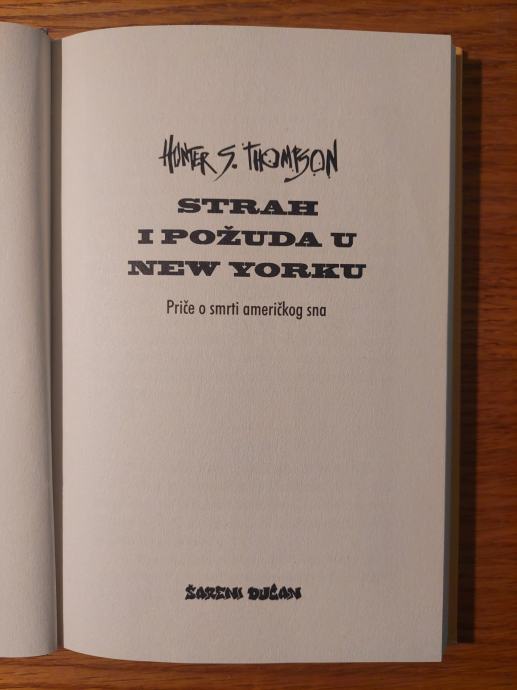 HUNTER S. THOMPSON
STRAH
I POŽUDA U
NEW YORKU
Priče o smrti američkog sna
ŠARENI DUĆAN